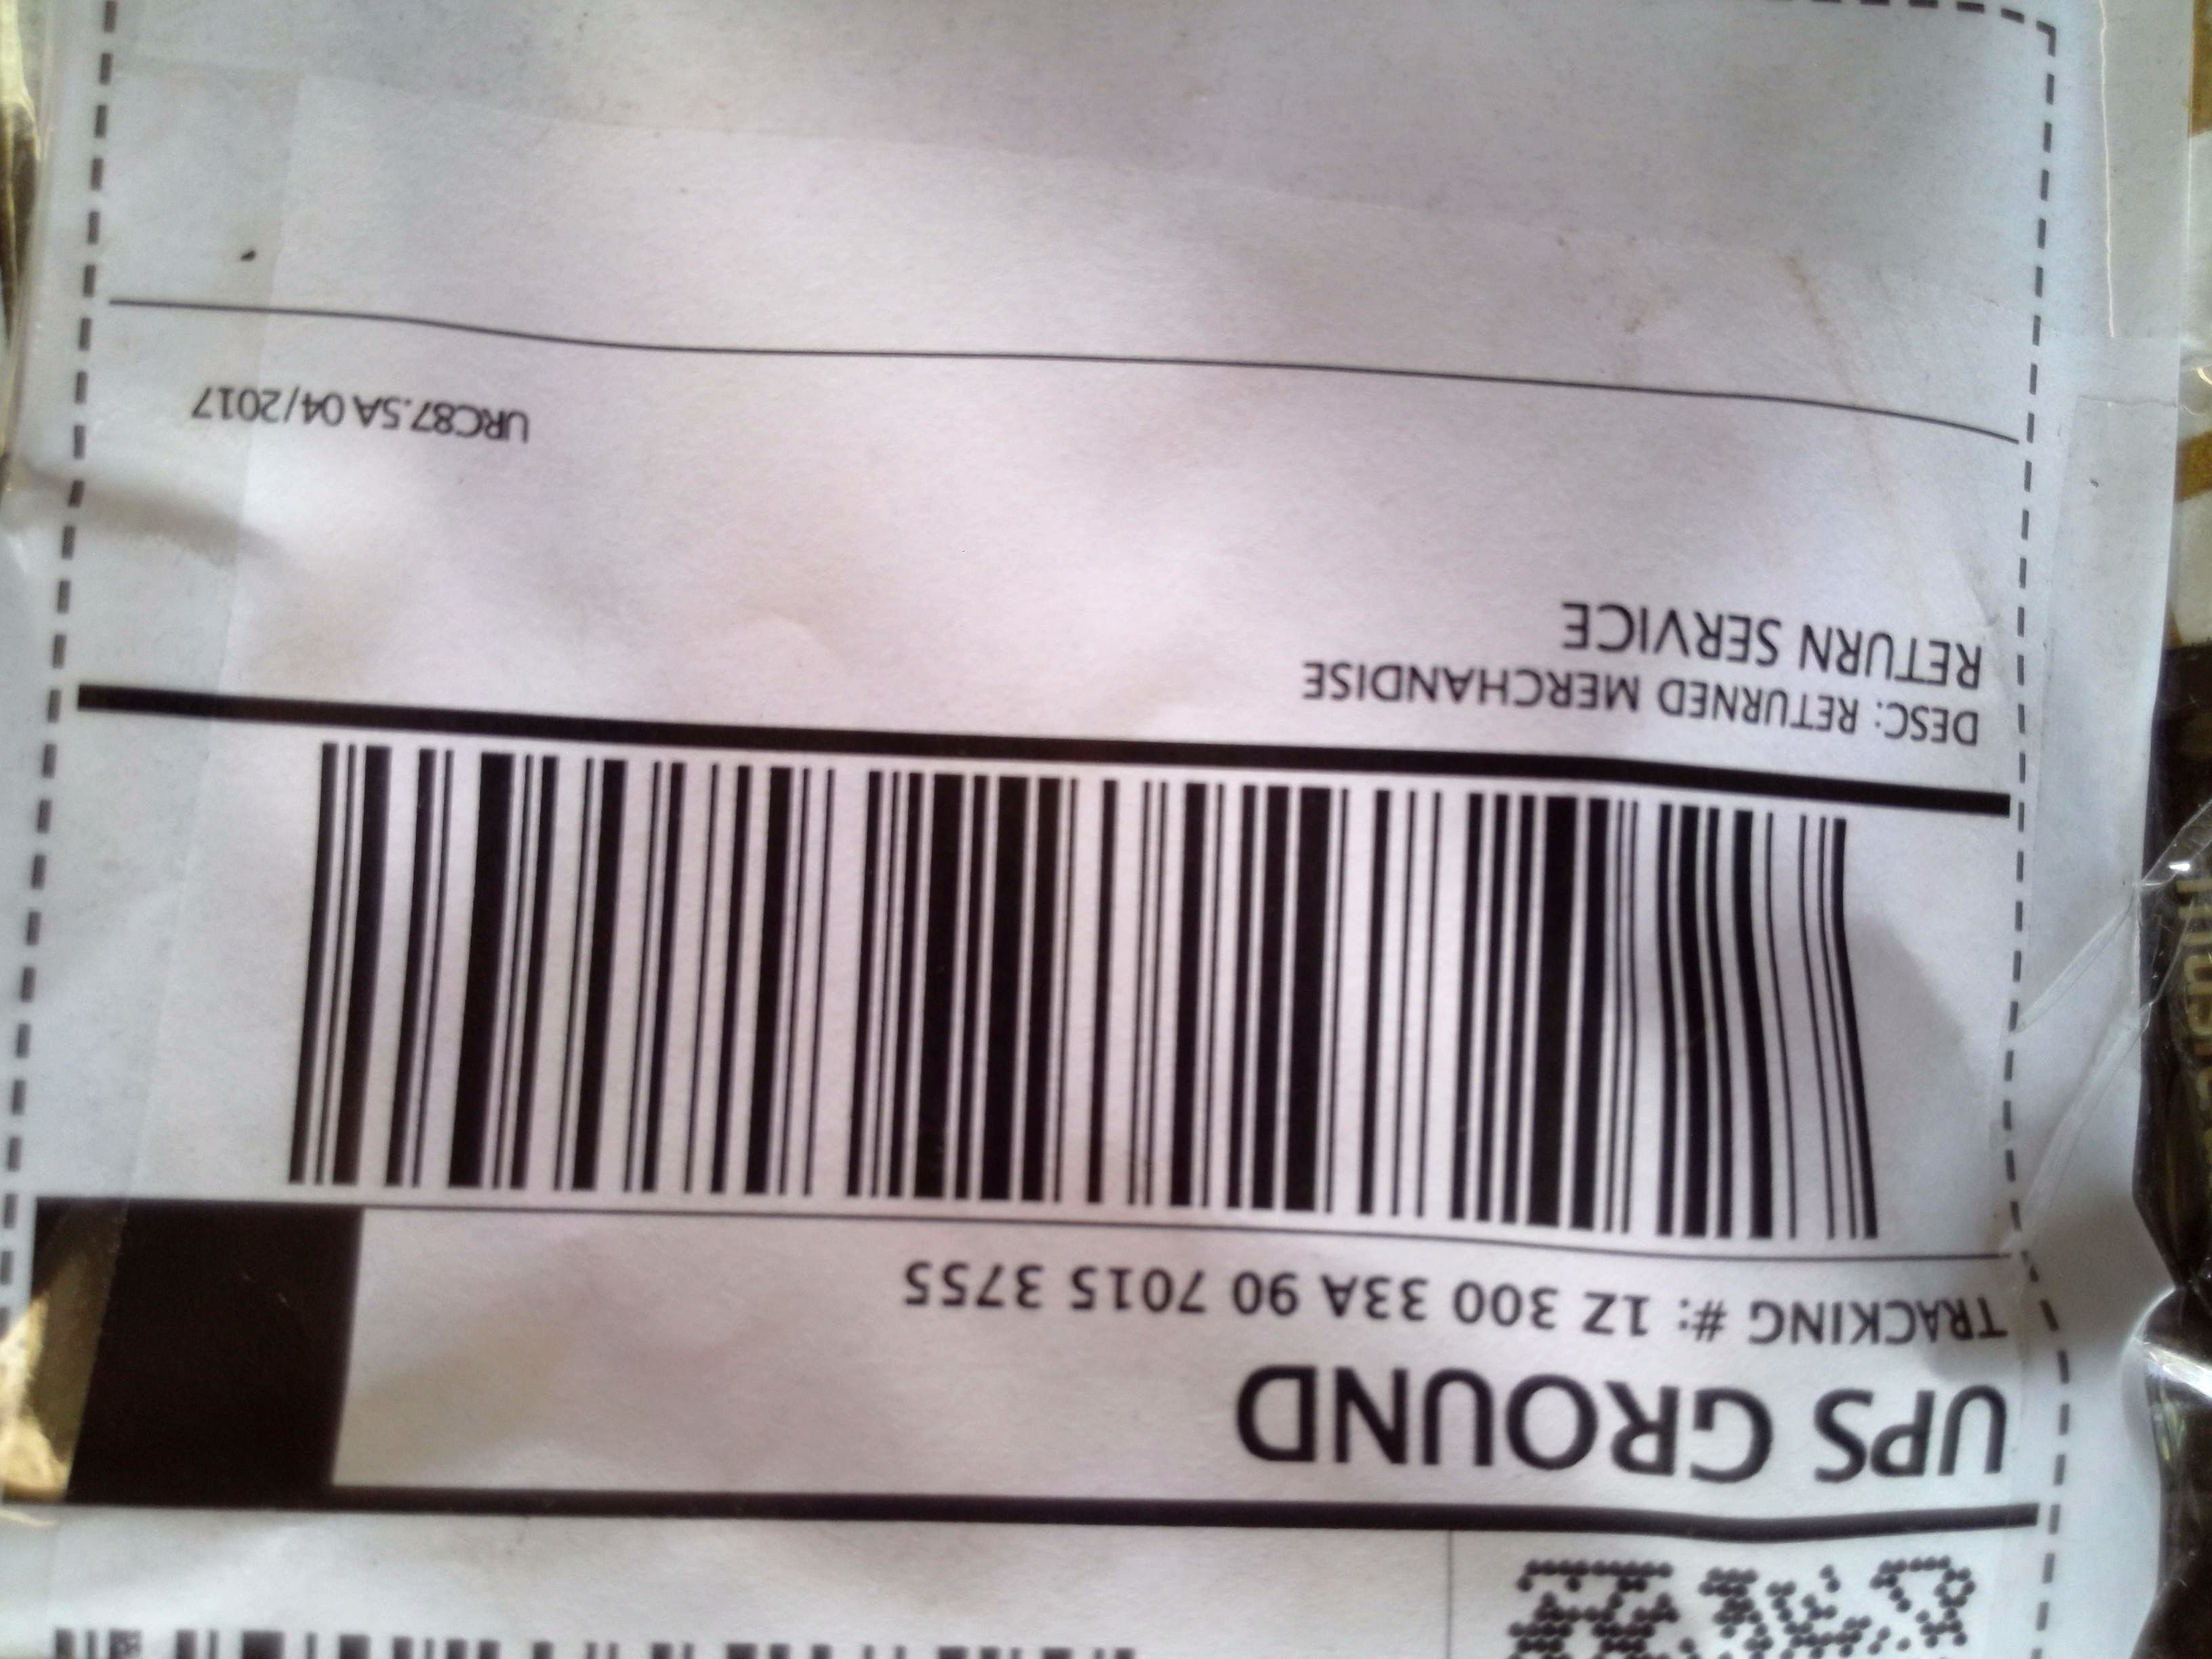 UPS GROUND
TRACKING #: 1Z 300 33A 90 7015 3755
DESC: RETURNED MERCHANDISE
RETURN SERVICE
URC87.5A 04/2017